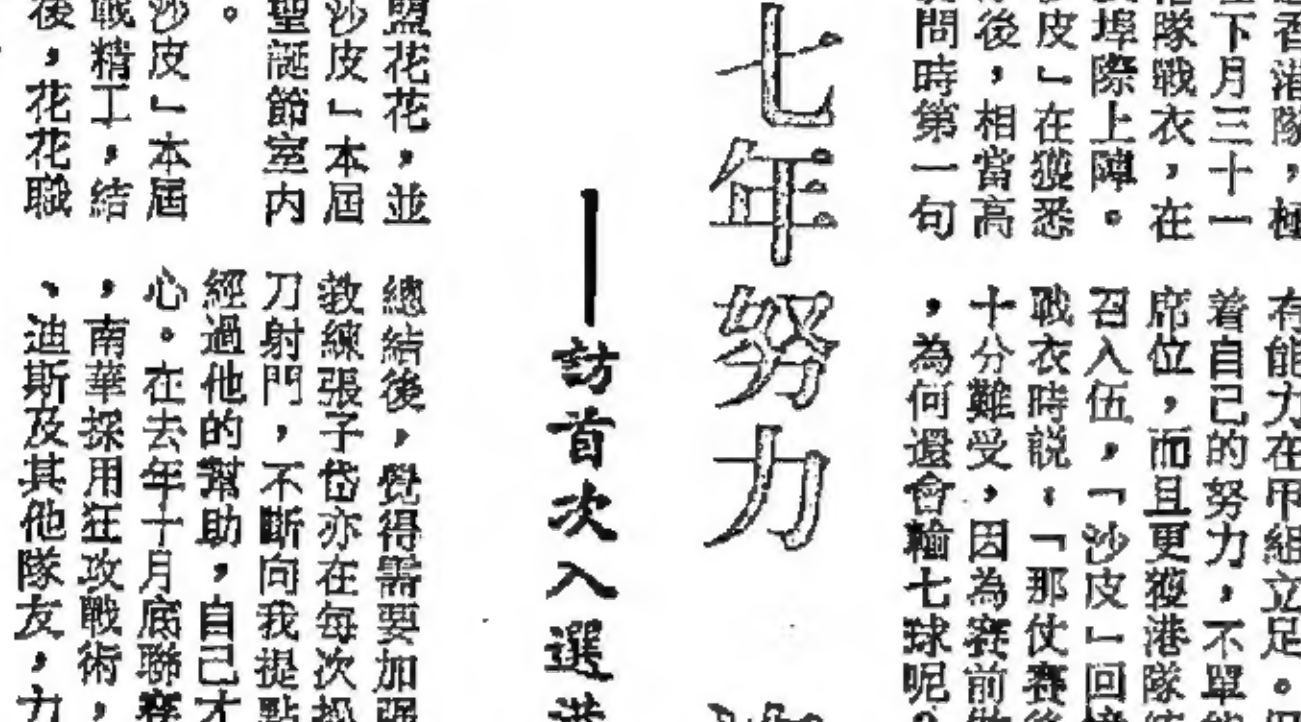 香港隊，極
下月三十一
港隊戰衣，在
埠際上陣。
皮」在獲悉
後，相當高
問時第一句
有能力在甲組立足。
着自己的努力，不單
席位，而且更獲港隊
召入伍，「沙皮」回憶
戰衣時説：「那仗賽後
十分難受，因為賽前
，為何還會輸七球呢？
七年努力
——訪首次入選港
盟花花，並
沙皮」本屆
聖誕節室内
。
沙皮」本屆
戰精工，結
後，花花職
總結後，覺得需要加強
教練張子岱亦在每次操
刀射門，不斷向我提點
經過他的幫助，自己才
心。在去年十月底聯賽
，南華採用狂攻戰術，
、迪斯及其他隊友，力